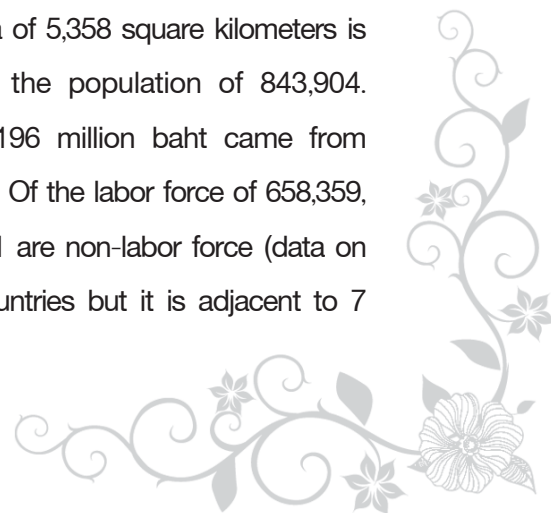 of 5,358 square kilometers is
the population of 843,904.
196 million baht came from
Of the labor force of 658,359,
are non-labor force (data on
but it is adjacent to 7